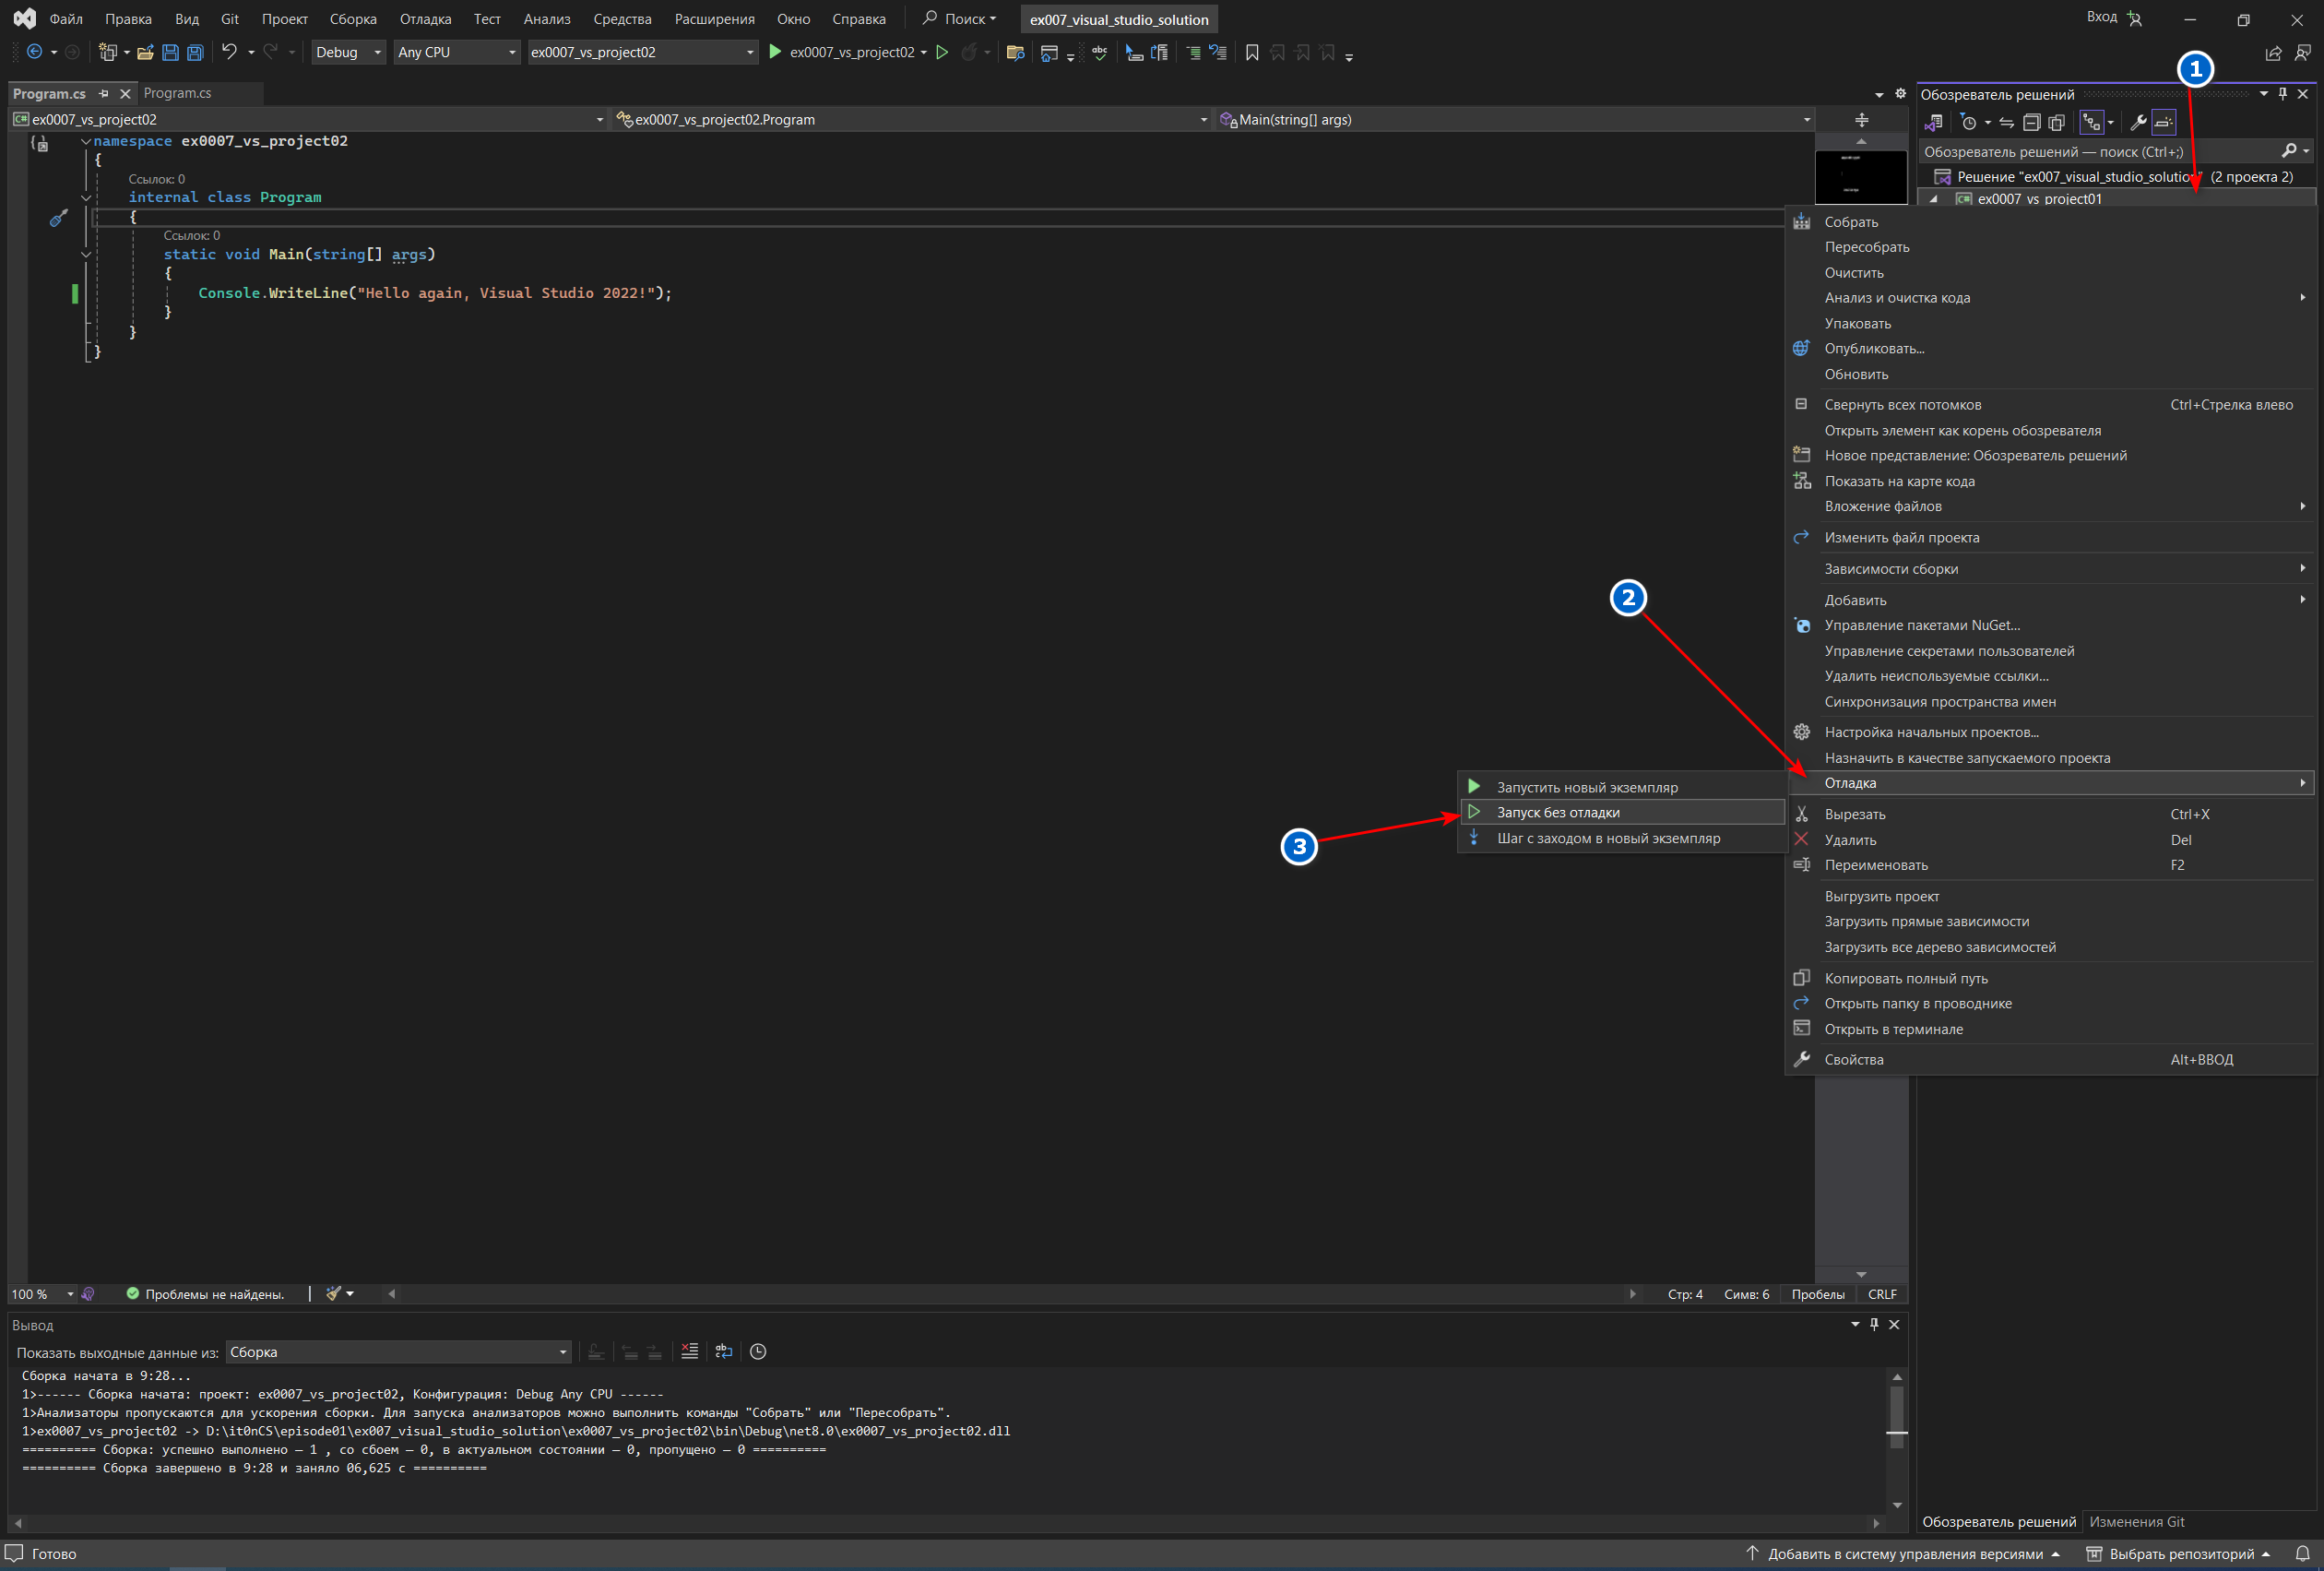 Файл Правка Вид Git Проект Сборка Отладка Тест Анализ Средства Расширения Окно Справка Поиск ex007_visual_studio_solution Вход
Debug Any CPU ex0007_vs_project02 ex0007_vs_project02
1
Program.cs Program.cs
ex0007_vs_project02 ex0007_vs_project02.Program Main(string[] args)
namespace ex0007_vs_project02
{
Ссылок: 0
internal class Program
{
Ссылок: 0
static void Main(string[] args)
{
Console.WriteLine("Hello again, Visual Studio 2022!");
}
}
}
Обозреватель решений
Обозреватель решений — поиск (Ctrl+;)
Решение "ex007_visual_studio_solution" (2 проекта 2)
ex0007_vs_project01
Собрать
Пересобрать
Очистить
Анализ и очистка кода
Упаковать
Опубликовать...
Обновить
Свернуть всех потомков Ctrl+Стрелка влево
Открыть элемент как корень обозревателя
Новое представление: Обозреватель решений
Показать на карте кода
Вложение файлов
Изменить файл проекта
Зависимости сборки
Добавить
Управление пакетами NuGet...
Управление секретами пользователей
Удалить неиспользуемые ссылки...
Синхронизация пространства имен
Настройка начальных проектов...
Назначить в качестве запускаемого проекта
Отладка
Вырезать Ctrl+X
Удалить Del
Переименовать F2
Выгрузить проект
Загрузить прямые зависимости
Загрузить все дерево зависимостей
Копировать полный путь
Открыть папку в проводнике
Открыть в терминале
Свойства Alt+ВВОД
2
Запустить новый экземпляр
Запуск без отладки
Шаг с заходом в новый экземпляр
3
100 % Проблемы не найдены. Стр: 4 Симв: 6 Пробелы CRLF
Вывод
Показать выходные данные из: Сборка
Сборка начата в 9:28...
1>------ Сборка начата: проект: ex0007_vs_project02, Конфигурация: Debug Any CPU ------
1>Анализаторы пропускаются для ускорения сборки. Для запуска анализаторов можно выполнить команды "Собрать" или "Пересобрать".
1>ex0007_vs_project02 -> D:\it0nCS\episode01\ex007_visual_studio_solution\ex0007_vs_project02\bin\Debug\net8.0\ex0007_vs_project02.dll
========== Сборка: успешно выполнено — 1 , со сбоем — 0, в актуальном состоянии — 0, пропущено — 0 ==========
========== Сборка завершено в 9:28 и заняло 06,625 с ==========
Обозреватель решений Изменения Git
Готово Добавить в систему управления версиями Выбрать репозиторий